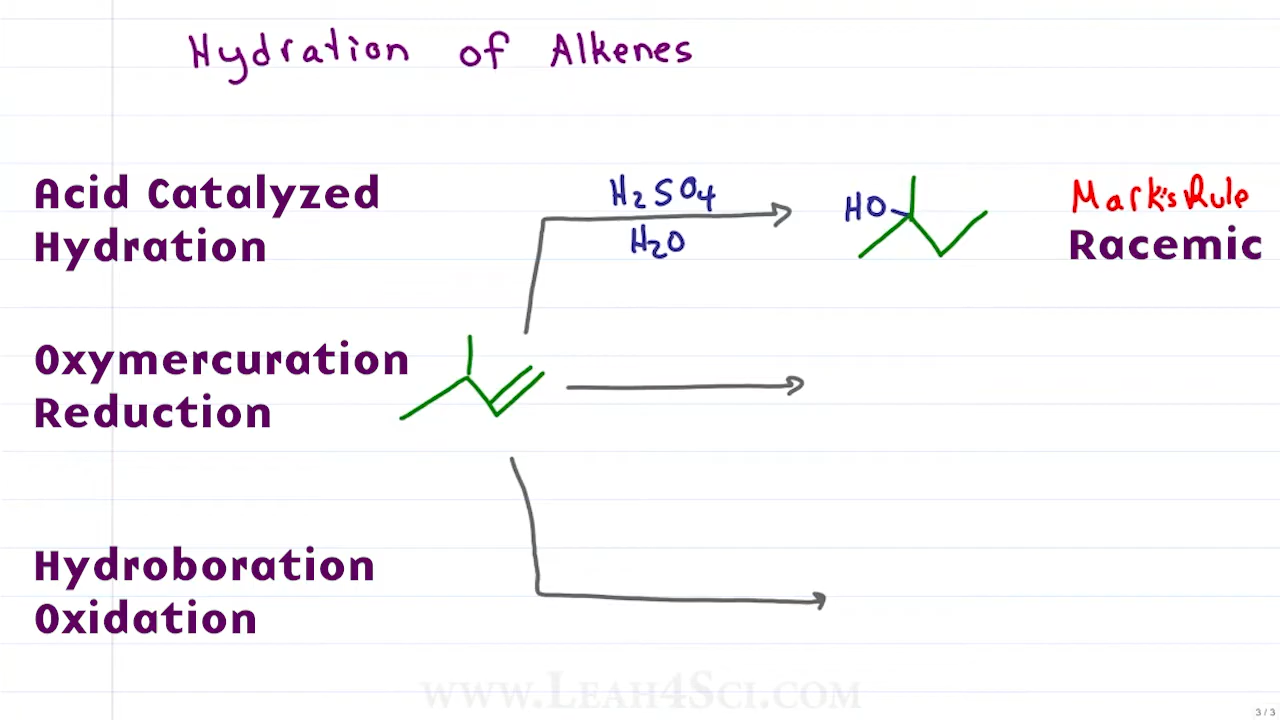 Hydration of Alkenes
Acid Catalyzed
Hydration
H2SO4
H2O
HO
Mark's Rule
Racemic
Oxymercuration
Reduction
Hydroboration
Oxidation
www.Leah4Sci.com
3 / 3